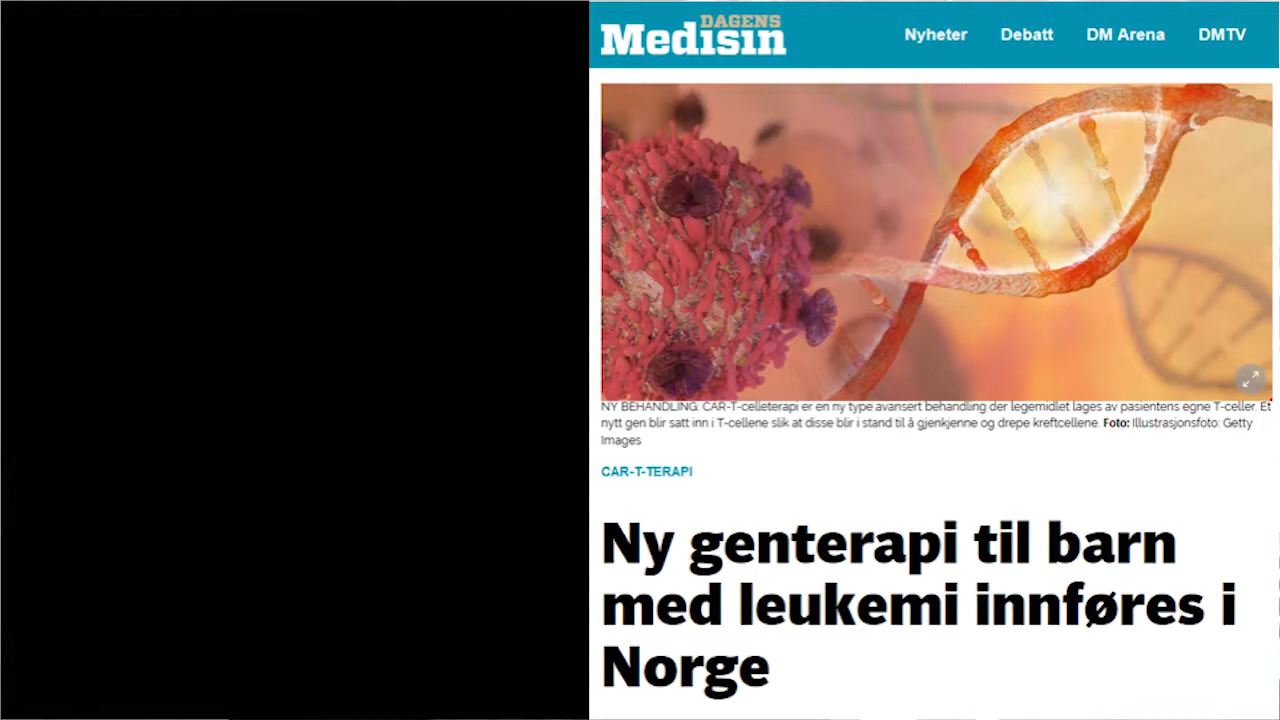 DAGENS
Medisin
Nyheter Debatt DM Arena DMTV
NY BEHANDLING: CAR-T-celleterapi er en ny type avansert behandling der legemidlet lages av pasientens egne T-celler. Et
nytt gen blir satt inn i T-cellene slik at disse blir i stand til å gjenkjenne og drepe kreftcellene. Foto: Illustrasjonsfoto: Getty
Images
CAR-T-TERAPI
Ny genterapi til barn
med leukemi innføres i
Norge